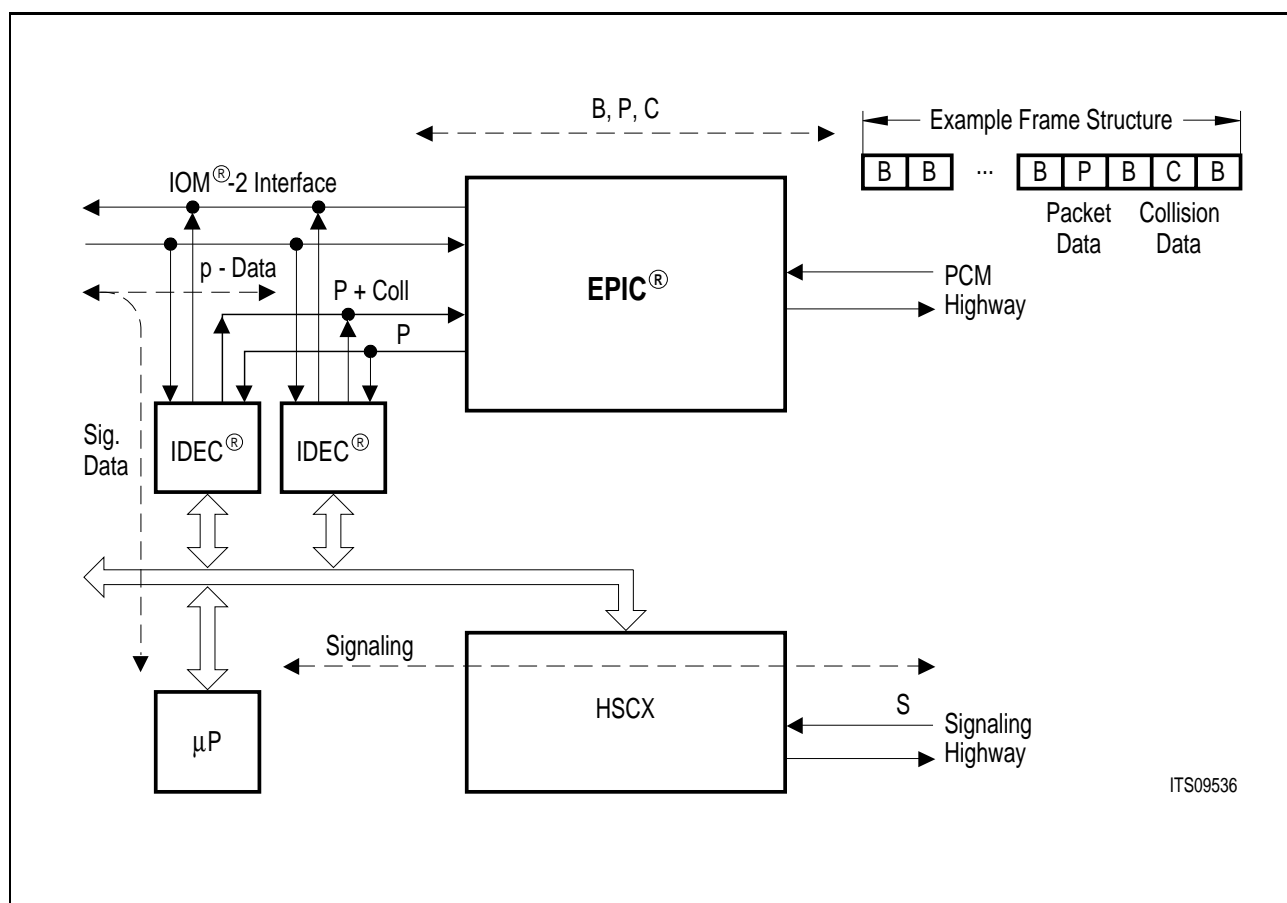 B, P, C
Example Frame Structure
B B ... B P B C B
Packet
Data
Collision
Data
IOM®-2 Interface
p - Data
P + Coll
P
EPIC®
PCM
Highway
Sig.
Data
IDEC®
IDEC®
Signaling
HSCX
S
Signaling
Highway
µP
ITS09536